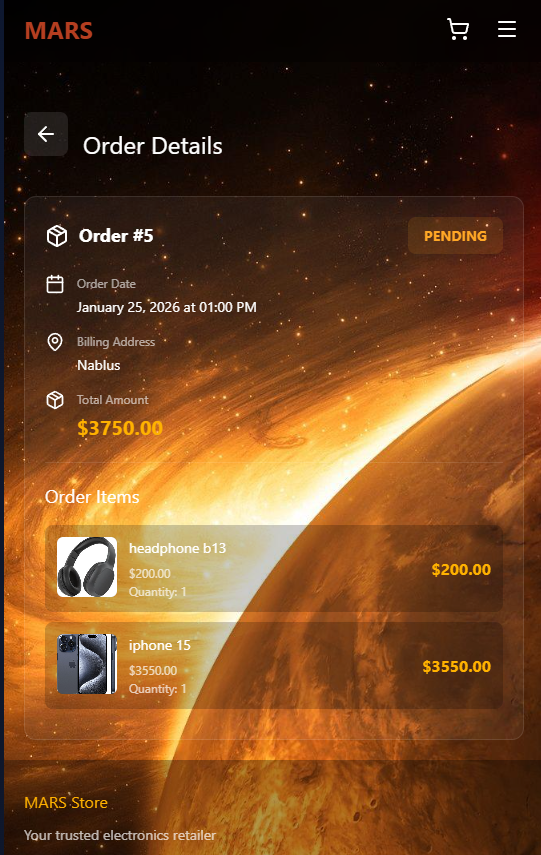 MARS
Order Details
Order #5
PENDING
Order Date
January 25, 2026 at 01:00 PM
Billing Address
Nablus
Total Amount
$3750.00
Order Items
headphone b13
$200.00
Quantity: 1
$200.00
iphone 15
$3550.00
Quantity: 1
$3550.00
MARS Store
Your trusted electronics retailer